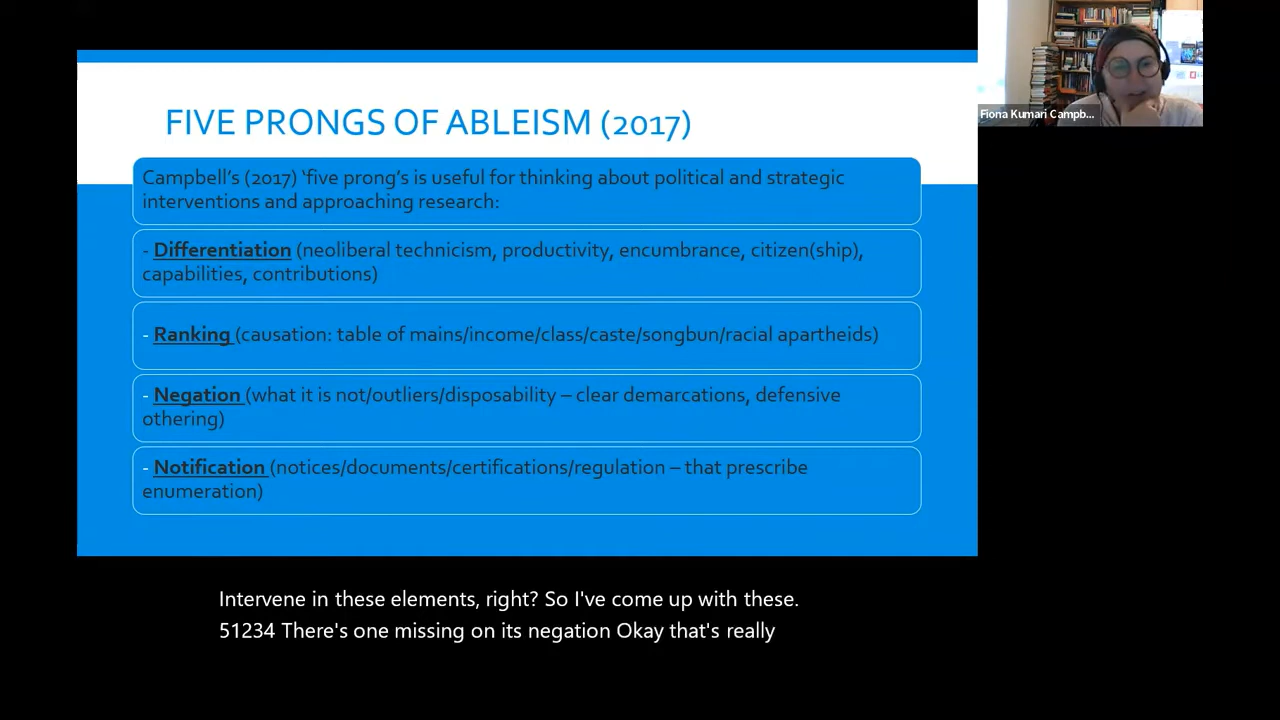 FIVE PRONGS OF ABLEISM (2017)
Campbell's (2017) 'five prong's is useful for thinking about political and strategic
interventions and approaching research:
- Differentiation (neoliberal technicism, productivity, encumbrance, citizen(ship),
capabilities, contributions)
- Ranking (causation: table of mains/income/class/caste/songbun/racial apartheids)
- Negation (what it is not/outliers/disposability – clear demarcations, defensive
othering)
- Notification (notices/documents/certifications/regulation – that prescribe
enumeration)
Fiona Kumari Campb...
Intervene in these elements, right? So I've come up with these.
51234 There's one missing on its negation Okay that's really